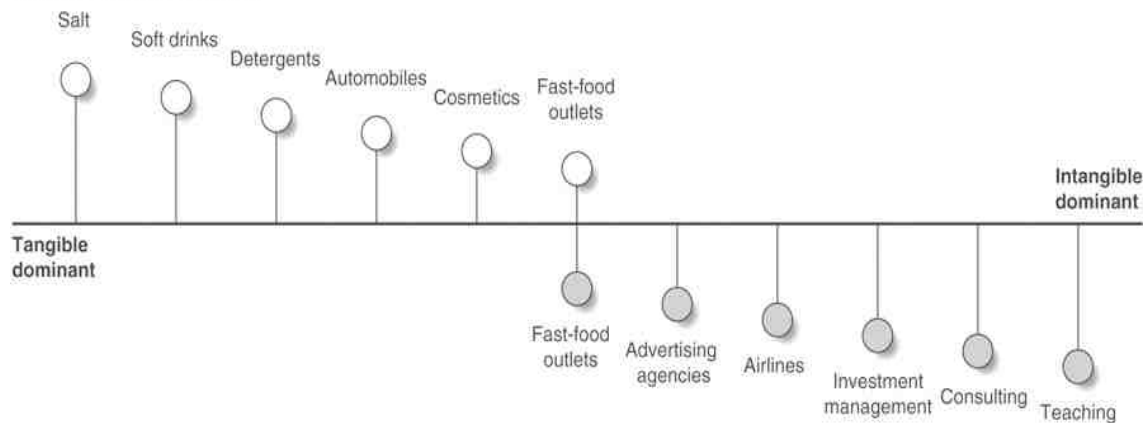 Salt
Soft drinks
Detergents
Automobiles
Cosmetics
Fast-food
outlets
Intangible
dominant
Tangible
dominant
Fast-food
outlets
Advertising
agencies
Airlines
Investment
management
Consulting
Teaching